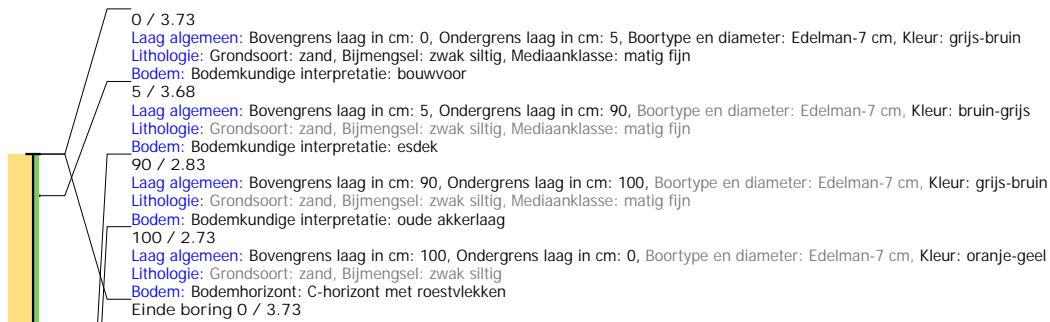 0 / 3.73
Laag algemeen: Bovengrens laag in cm: 0, Ondergrens laag in cm: 5, Boortype en diameter: Edelman-7 cm, Kleur: grijs-bruin
Lithologie: Grondsoort: zand, Bijmengsel: zwak siltig, Mediaanklasse: matig fijn
Bodem: Bodemkundige interpretatie: bouwvoor
5 / 3.68
Laag algemeen: Bovengrens laag in cm: 5, Ondergrens laag in cm: 90, Boortype en diameter: Edelman-7 cm, Kleur: bruin-grijs
Lithologie: Grondsoort: zand, Bijmengsel: zwak siltig, Mediaanklasse: matig fijn
Bodem: Bodemkundige interpretatie: esdek
90 / 2.83
Laag algemeen: Bovengrens laag in cm: 90, Ondergrens laag in cm: 100, Boortype en diameter: Edelman-7 cm, Kleur: grijs-bruin
Lithologie: Grondsoort: zand, Bijmengsel: zwak siltig, Mediaanklasse: matig fijn
Bodem: Bodemkundige interpretatie: oude akkerlaag
100 / 2.73
Laag algemeen: Bovengrens laag in cm: 100, Ondergrens laag in cm: 0, Boortype en diameter: Edelman-7 cm, Kleur: oranje-geel
Lithologie: Grondsoort: zand, Bijmengsel: zwak siltig
Bodem: Bodemhorizont: C-horizont met roestvlekken
Einde boring 0 / 3.73